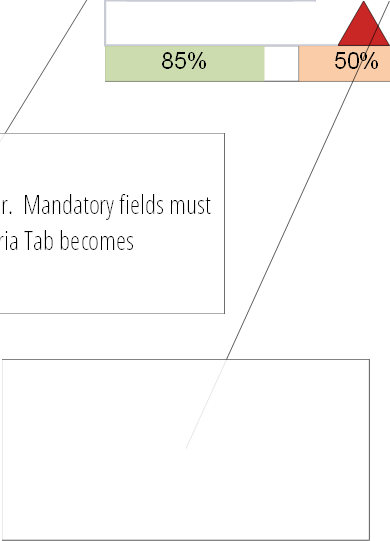 85% 50%
r. Mandatory fields must
ria Tab becomes